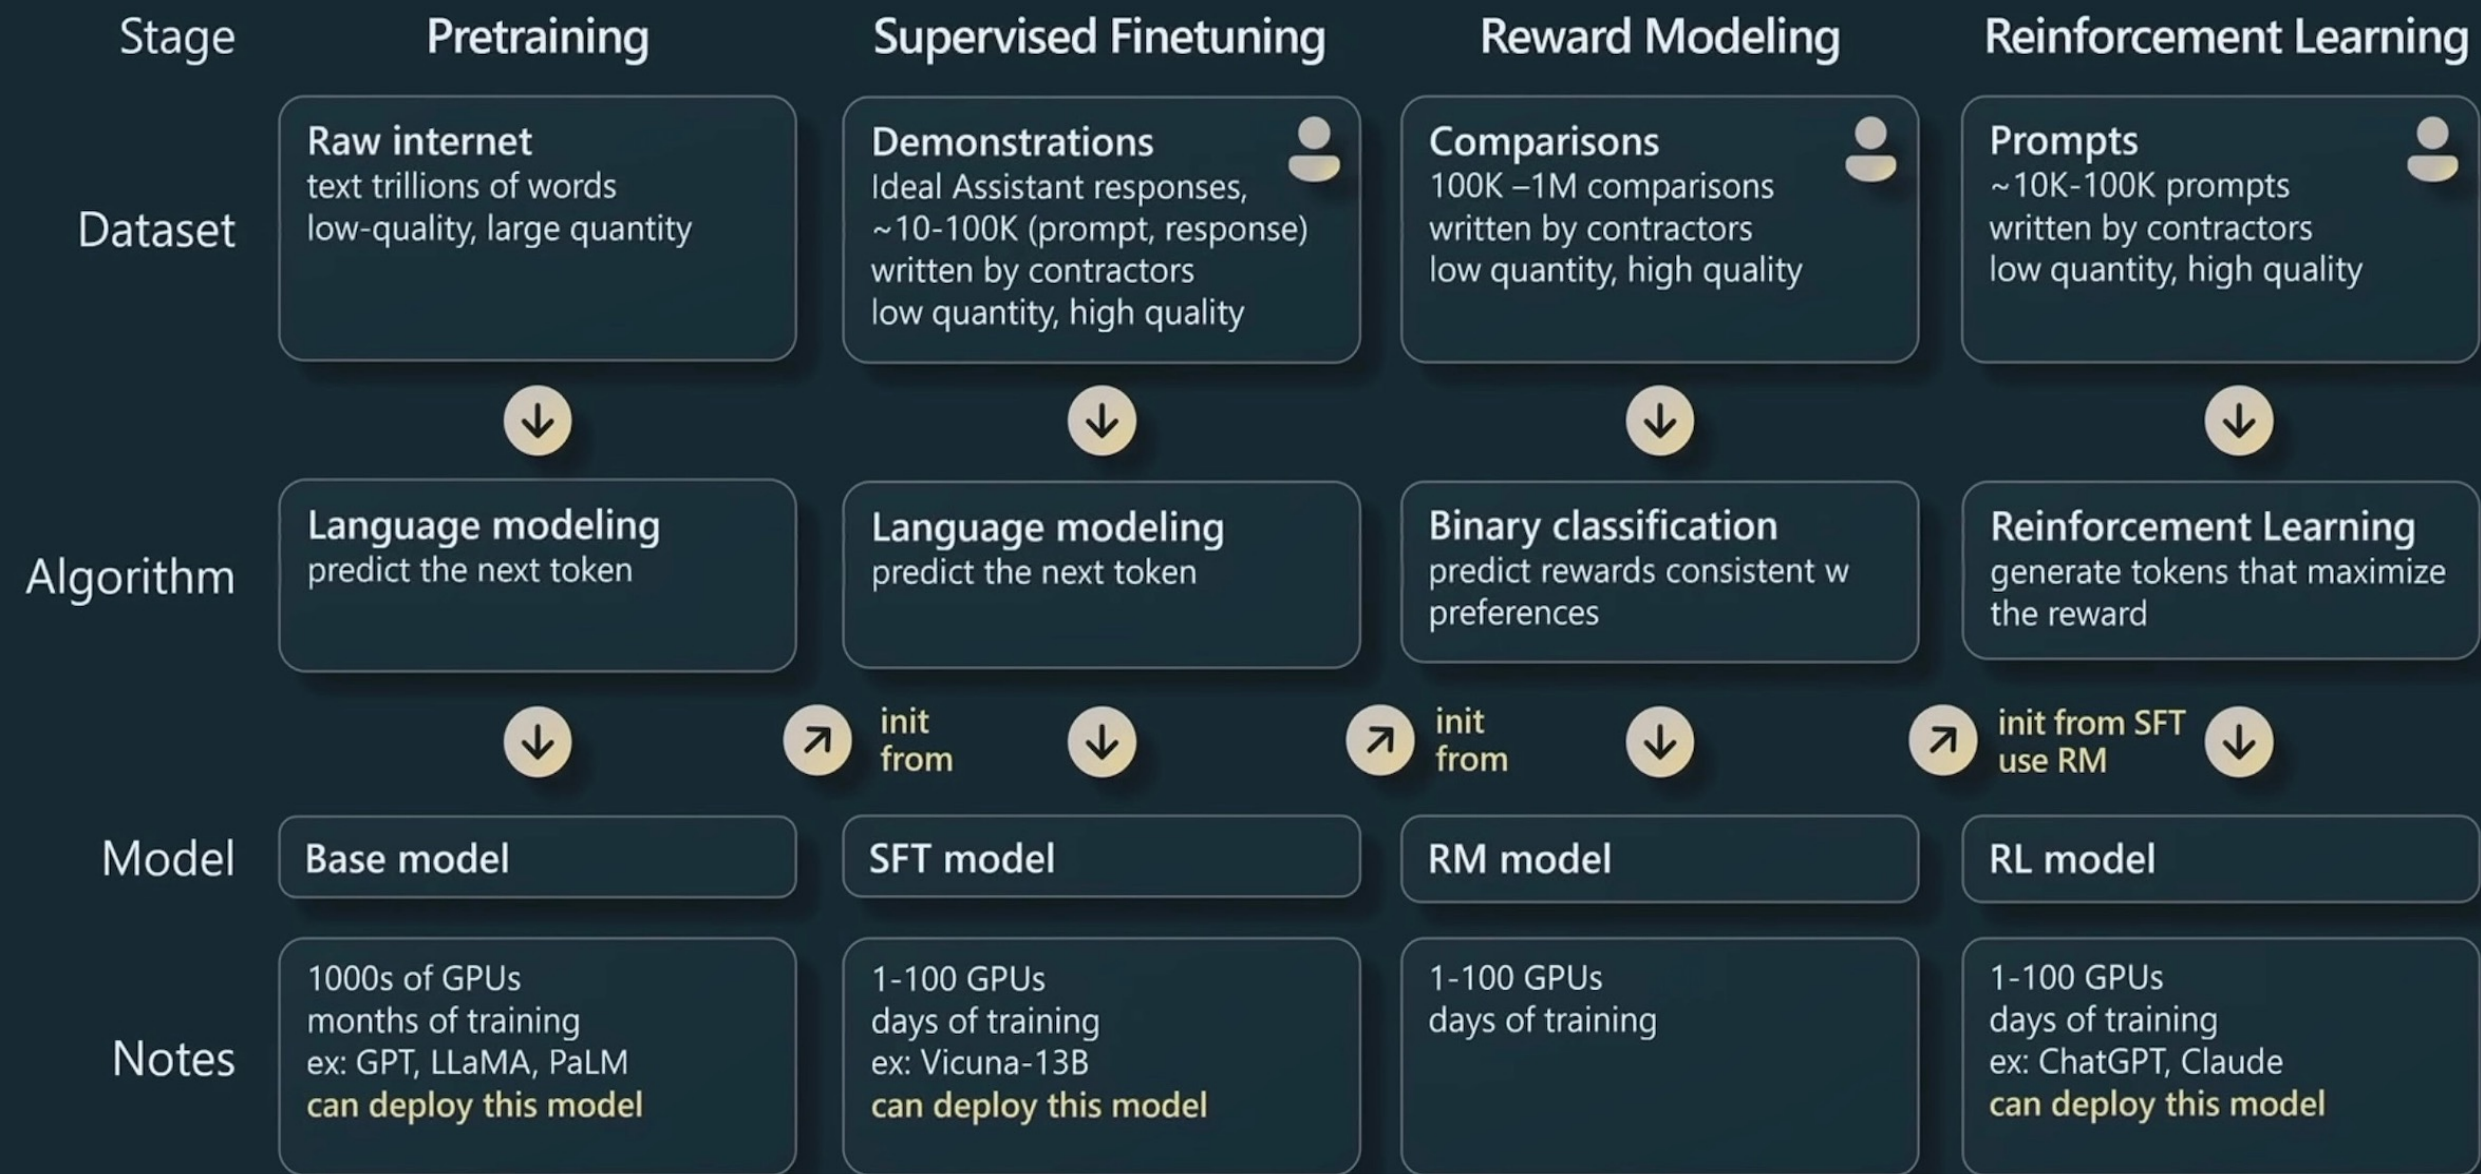 Stage
Pretraining
Supervised Finetuning
Reward Modeling
Reinforcement Learning
Dataset
Raw internet
text trillions of words
low-quality, large quantity
Demonstrations
Ideal Assistant responses,
~10-100K (prompt, response)
written by contractors
low quantity, high quality
Comparisons
100K –1M comparisons
written by contractors
low quantity, high quality
Prompts
~10K-100K prompts
written by contractors
low quantity, high quality
Algorithm
Language modeling
predict the next token
Language modeling
predict the next token
Binary classification
predict rewards consistent w
preferences
Reinforcement Learning
generate tokens that maximize
the reward
init
from
init
from
init from SFT
use RM
Model
Base model
SFT model
RM model
RL model
Notes
1000s of GPUs
months of training
ex: GPT, LLaMA, PaLM
can deploy this model
1-100 GPUs
days of training
ex: Vicuna-13B
can deploy this model
1-100 GPUs
days of training
1-100 GPUs
days of training
ex: ChatGPT, Claude
can deploy this model